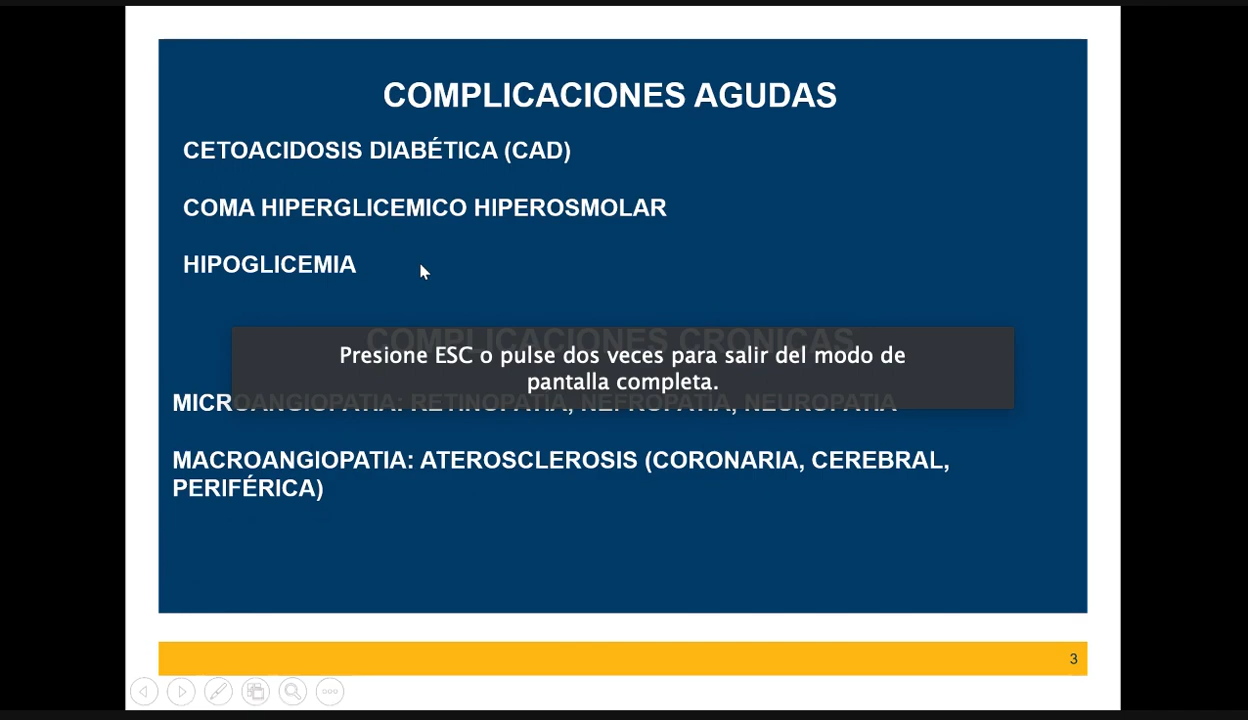 COMPLICACIONES AGUDAS
CETOACIDOSIS DIABÉTICA (CAD)
COMA HIPERGLICEMICO HIPEROSMOLAR
HIPOGLICEMIA
COMPLICACIONES CRONICAS
Presione ESC o pulse dos veces para salir del modo de
pantalla completa.
MICROANGIOPATIA: RETINOPATIA, NEFROPATIA, NEUROPATIA
MACROANGIOPATIA: ATEROSCLEROSIS (CORONARIA, CEREBRAL,
PERIFÉRICA)
3